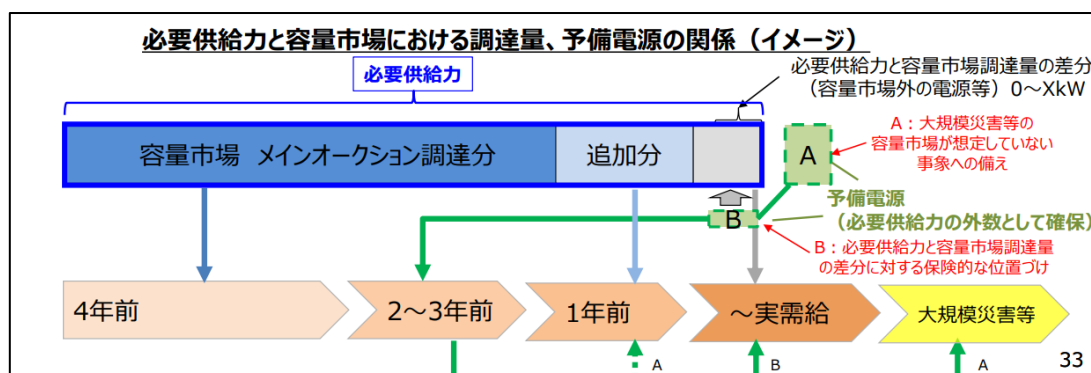 必要供給力と容量市場における調達量、予備電源の関係（イメージ）
必要供給力
必要供給力と容量市場調達量の差分
（容量市場外の電源等）0～XkW
容量市場 メインオークション調達分
追加分
A
A：大規模災害等の
容量市場が想定していない
事象への備え
B
予備電源
（必要供給力の外数として確保）
B：必要供給力と容量市場調達量
の差分に対する保険的な位置づけ
4年前
2～3年前
1年前
～実需給
大規模災害等
A
B
A
33